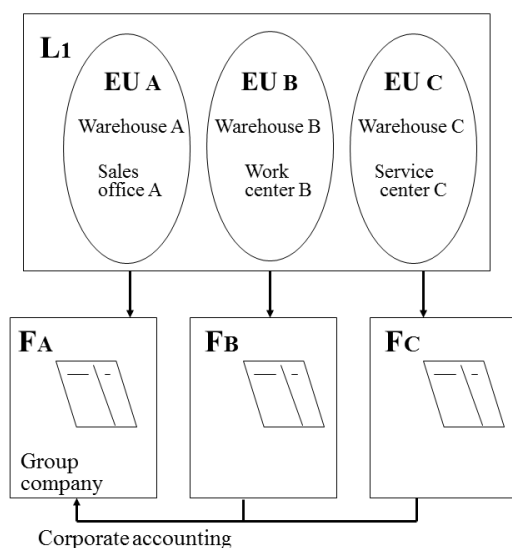 L1
EU A
EU B
EU C
Warehouse A
Warehouse B
Warehouse C
Sales
office A
Work
center B
Service
center C
FA
FB
FC
Group
company
Corporate accounting